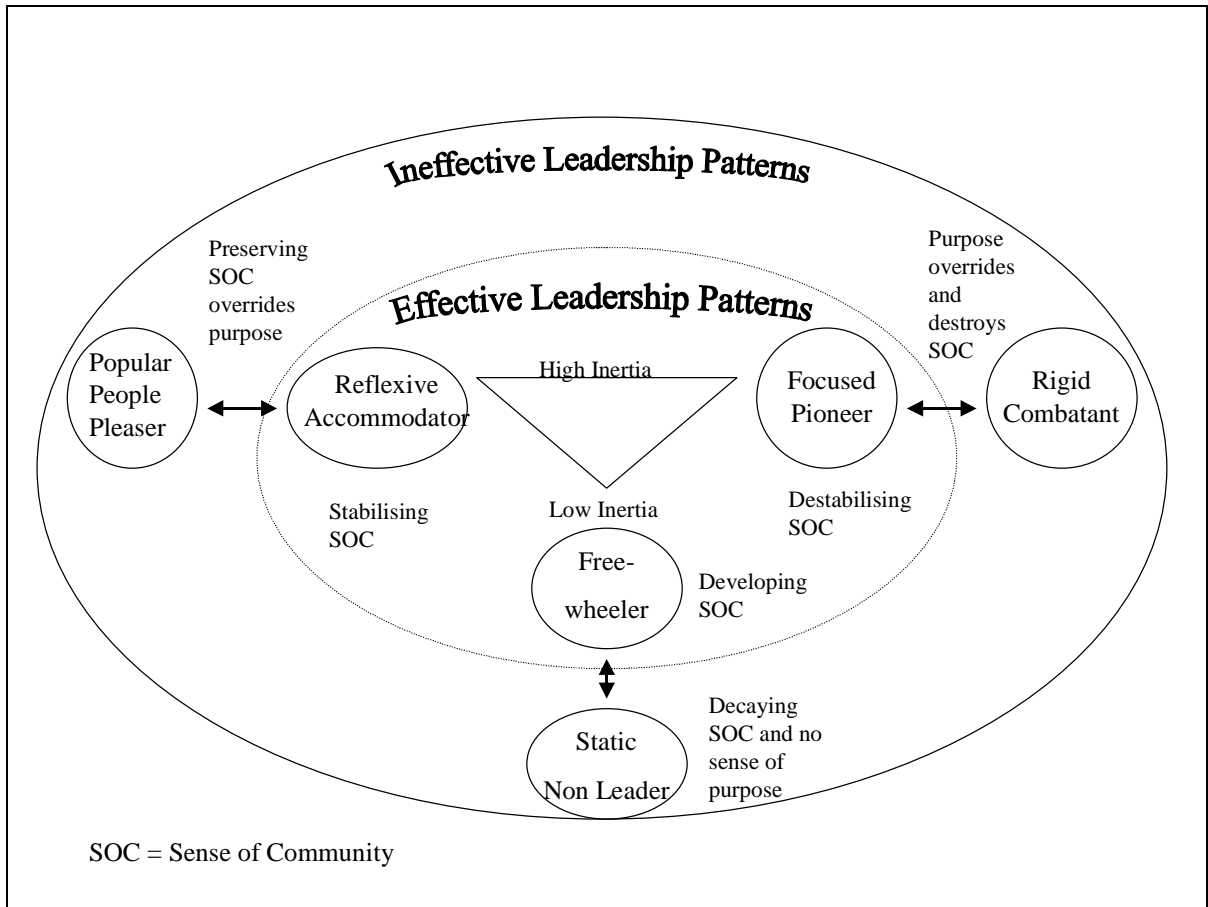 Ineffective Leadership Patterns
Preserving
SOC
overrides
purpose
Purpose
overrides
and
destroys
SOC
Effective Leadership Patterns
Popular
People
Pleaser
Reflexive
Accommodator
High Inertia
Focused
Pioneer
Rigid
Combatant
Stabilising
SOC
Low Inertia
Destabilising
SOC
Free-
wheeler
Developing
SOC
Static
Non Leader
Decaying
SOC and no
sense of
purpose
SOC = Sense of Community